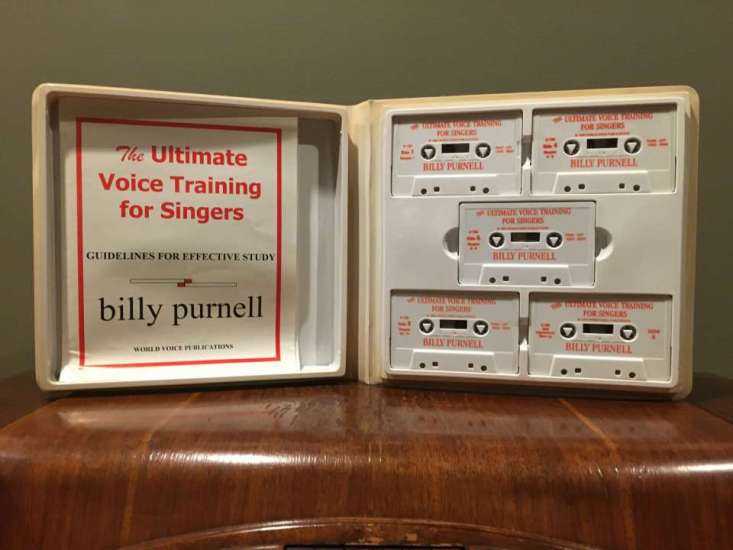 The Ultimate
Voice Training
for Singers
GUIDELINES FOR EFFECTIVE STUDY
billy purnell
WORLD VOICE PUBLICATIONS
The ULTIMATE VOICE TRAINING
FOR SINGERS
BILLY PURNELL
The ULTIMATE VOICE TRAINING
FOR SINGERS
BILLY PURNELL
The ULTIMATE VOICE TRAINING
FOR SINGERS
BILLY PURNELL
The ULTIMATE VOICE TRAINING
FOR SINGERS
BILLY PURNELL
The ULTIMATE VOICE TRAINING
FOR SINGERS
BILLY PURNELL